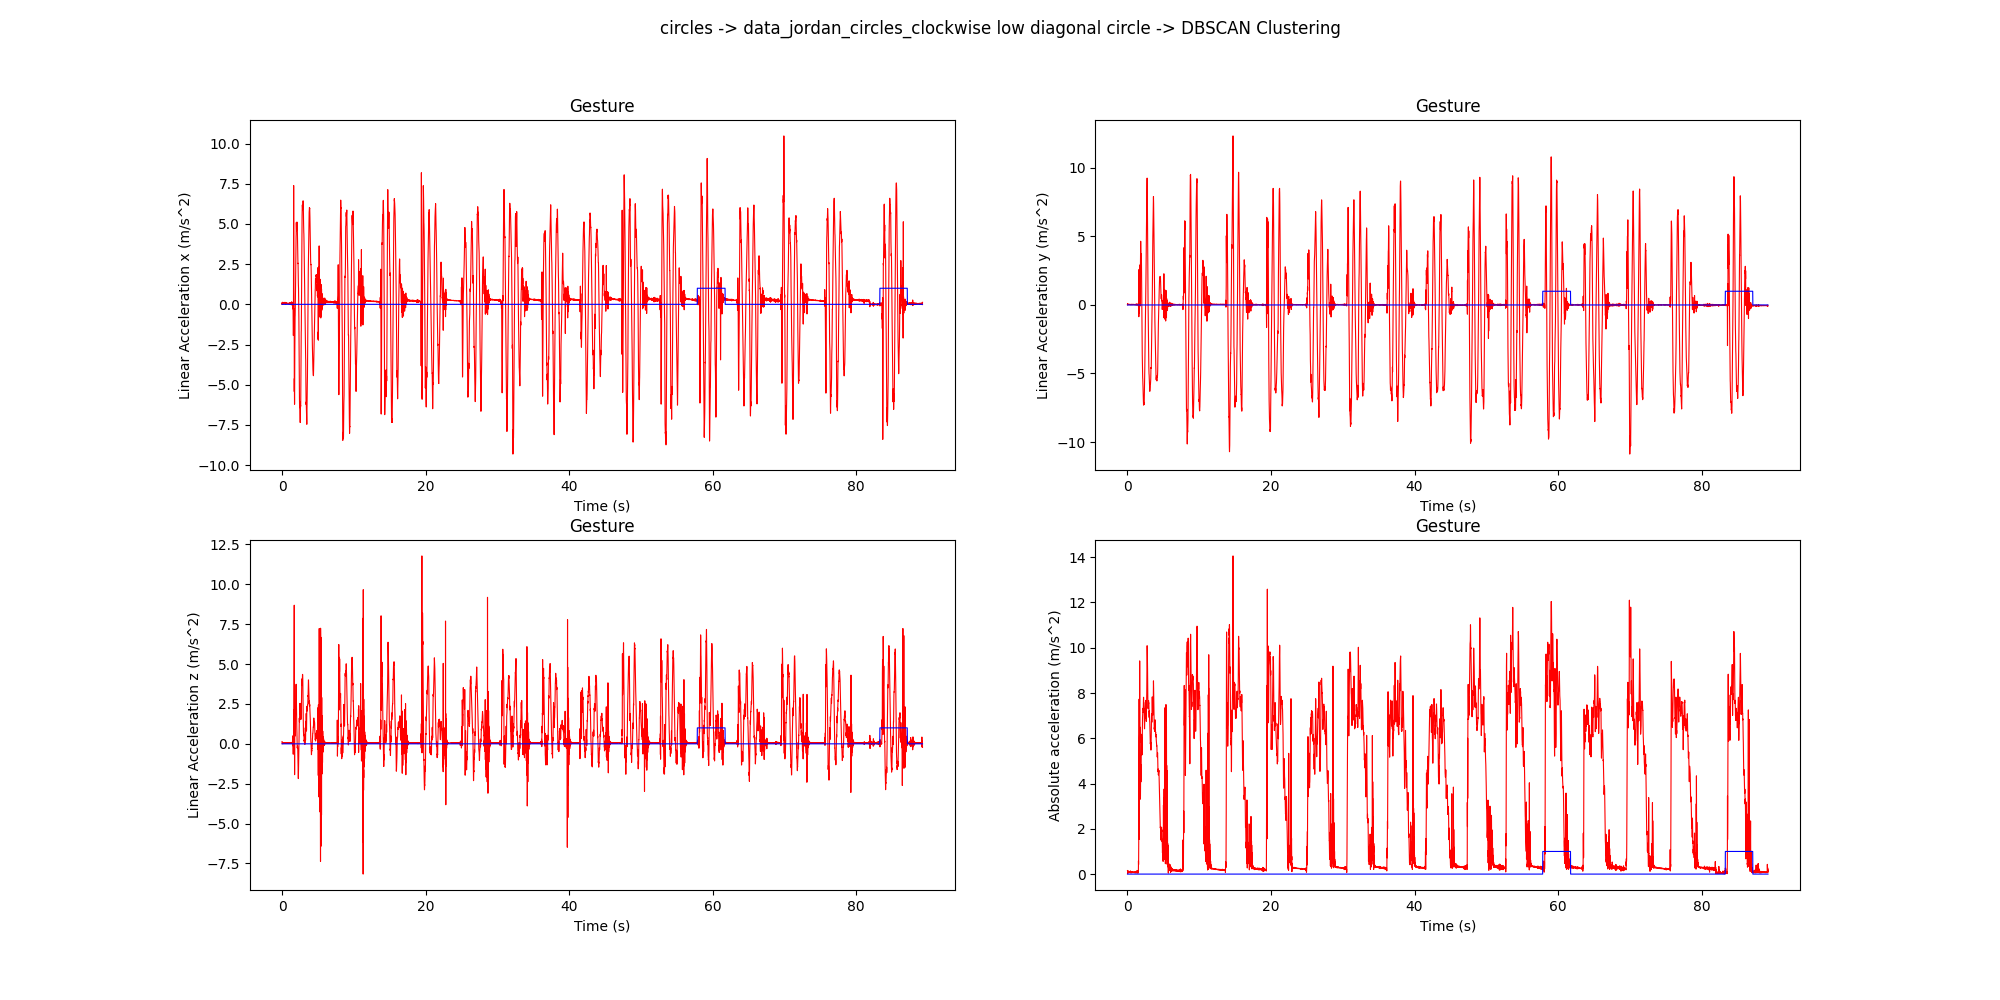 circles -> data_jordan_circles_clockwise low diagonal circle -> DBSCAN Clustering
Gesture
Linear Acceleration x (m/s^2)
10.0
7.5
5.0
2.5
0.0
−2.5
−5.0
−7.5
−10.0
0 20 40 60 80
Time (s)
Gesture
Linear Acceleration y (m/s^2)
10
5
0
−5
−10
0 20 40 60 80
Time (s)
Gesture
Linear Acceleration z (m/s^2)
12.5
10.0
7.5
5.0
2.5
0.0
−2.5
−5.0
−7.5
0 20 40 60 80
Time (s)
Gesture
Absolute acceleration (m/s^2)
14
12
10
8
6
4
2
0
0 20 40 60 80
Time (s)